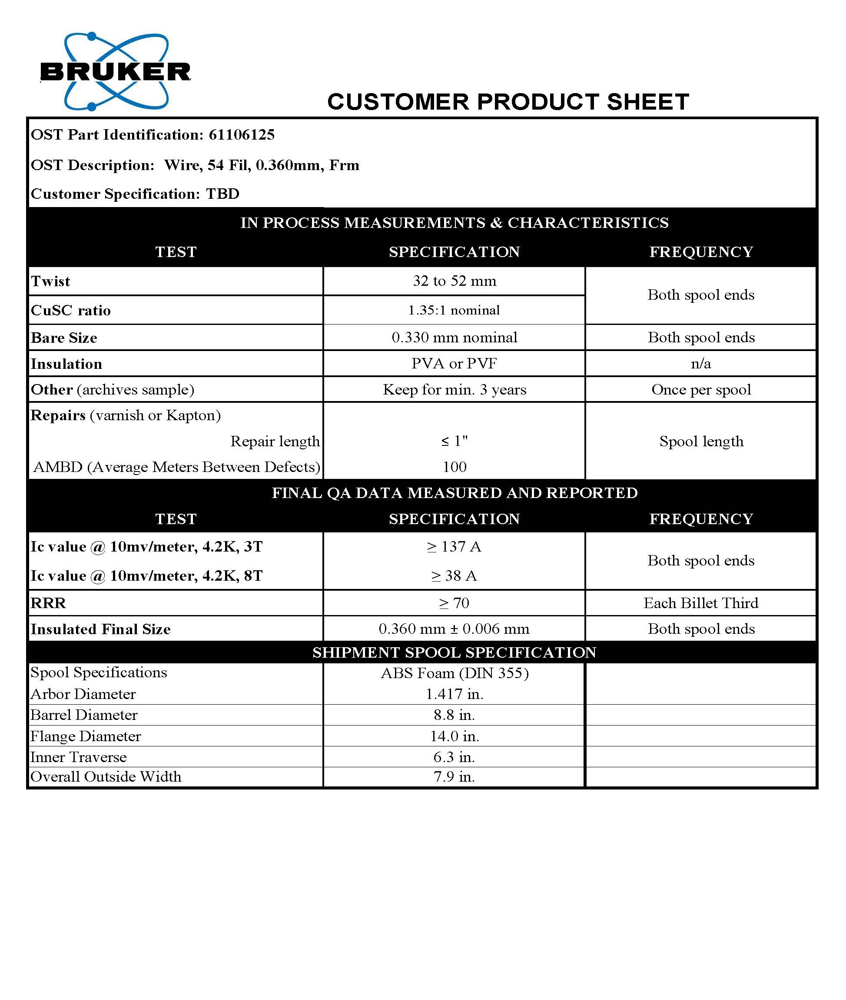 BRUKER
CUSTOMER PRODUCT SHEET
OST Part Identification: 61106125
OST Description: Wire, 54 Fil, 0.360mm, Frm
Customer Specification: TBD
IN PROCESS MEASUREMENTS & CHARACTERISTICS
TEST SPECIFICATION FREQUENCY
Twist 32 to 52 mm Both spool ends
CuSC ratio 1.35:1 nominal
Bare Size 0.330 mm nominal Both spool ends
Insulation PVA or PVF n/a
Other (archives sample) Keep for min. 3 years Once per spool
Repairs (varnish or Kapton)
Repair length ≤ 1" Spool length
AMBD (Average Meters Between Defects) 100
FINAL QA DATA MEASURED AND REPORTED
TEST SPECIFICATION FREQUENCY
Ic value @ 10mv/meter, 4.2K, 3T ≥ 137 A Both spool ends
Ic value @ 10mv/meter, 4.2K, 8T ≥ 38 A
RRR ≥ 70 Each Billet Third
Insulated Final Size 0.360 mm ± 0.006 mm Both spool ends
SHIPMENT SPOOL SPECIFICATION
Spool Specifications ABS Foam (DIN 355)
Arbor Diameter 1.417 in.
Barrel Diameter 8.8 in.
Flange Diameter 14.0 in.
Inner Traverse 6.3 in.
Overall Outside Width 7.9 in.